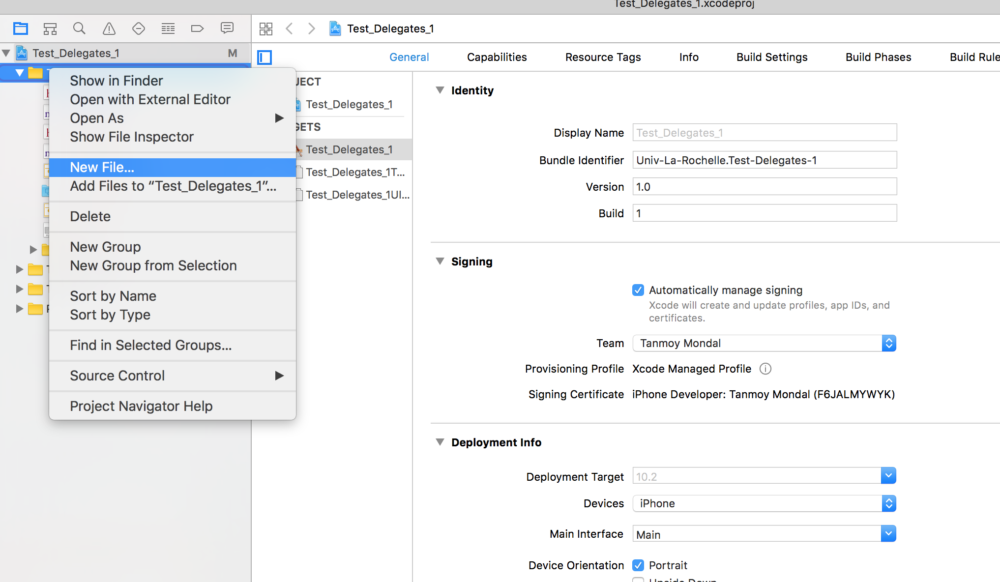 Test_Delegates_1.xcodeproj
Test_Delegates_1
Test_Delegates_1 M
General Capabilities Resource Tags Info Build Settings Build Phases Build Rule
Show in Finder
Open with External Editor
Open As
Show File Inspector
New File...
Add Files to “Test_Delegates_1”...
Delete
New Group
New Group from Selection
Sort by Name
Sort by Type
Find in Selected Groups...
Source Control
Project Navigator Help
JECT
Test_Delegates_1
GETS
Test_Delegates_1
Test_Delegates_1T...
Test_Delegates_1UI...
Identity
Display Name Test_Delegates_1
Bundle Identifier Univ-La-Rochelle.Test-Delegates-1
Version 1.0
Build 1
Signing
Automatically manage signing
Xcode will create and update profiles, app IDs, and
certificates.
Team Tanmoy Mondal
Provisioning Profile Xcode Managed Profile
Signing Certificate iPhone Developer: Tanmoy Mondal (F6JALMYWYK)
Deployment Info
Deployment Target 10.2
Devices iPhone
Main Interface Main
Device Orientation Portrait
Upside Down